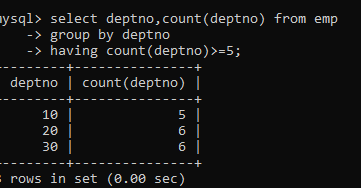 mysql> select deptno,count(deptno) from emp
-> group by deptno
-> having count(deptno)>=5;
--------+---------------+
deptno | count(deptno) |
--------+---------------+
10 | 5 |
20 | 6 |
30 | 6 |
--------+---------------+
rows in set (0.00 sec)